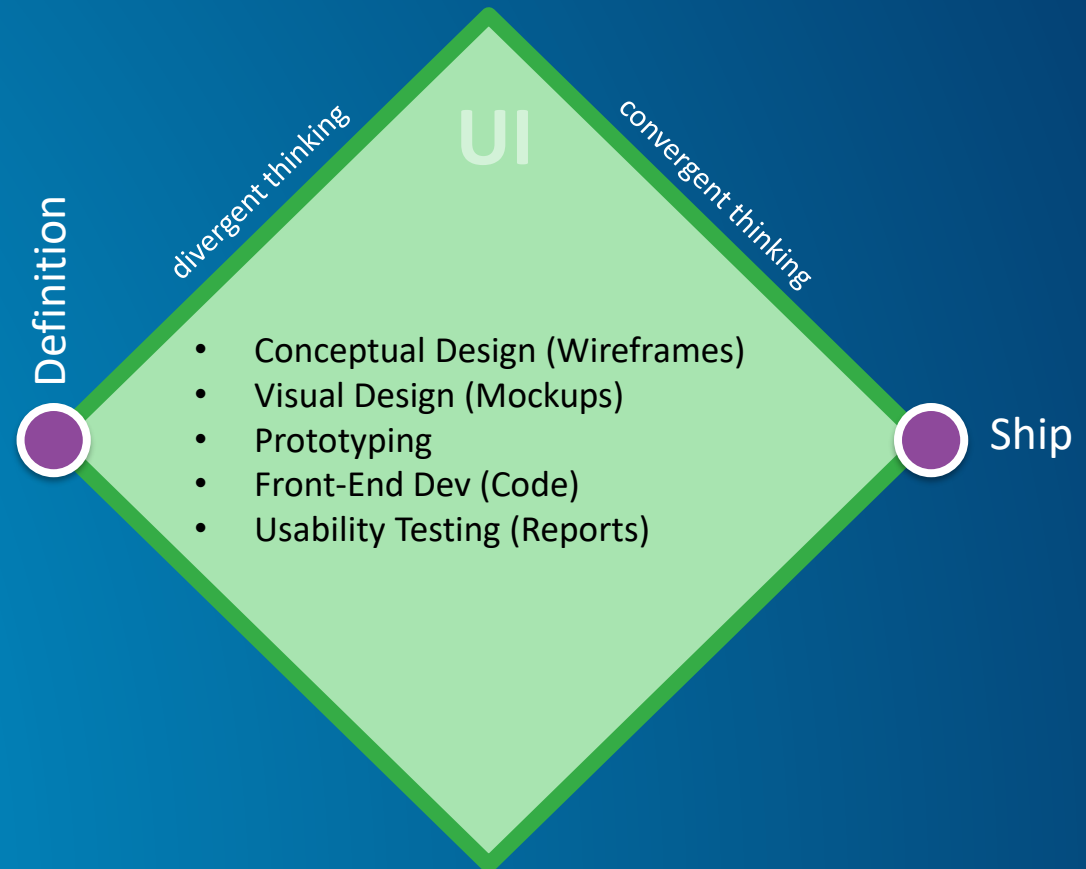 UI
divergent thinking
convergent thinking
Definition
• Conceptual Design (Wireframes)
• Visual Design (Mockups)
• Prototyping
• Front-End Dev (Code)
• Usability Testing (Reports)
Ship